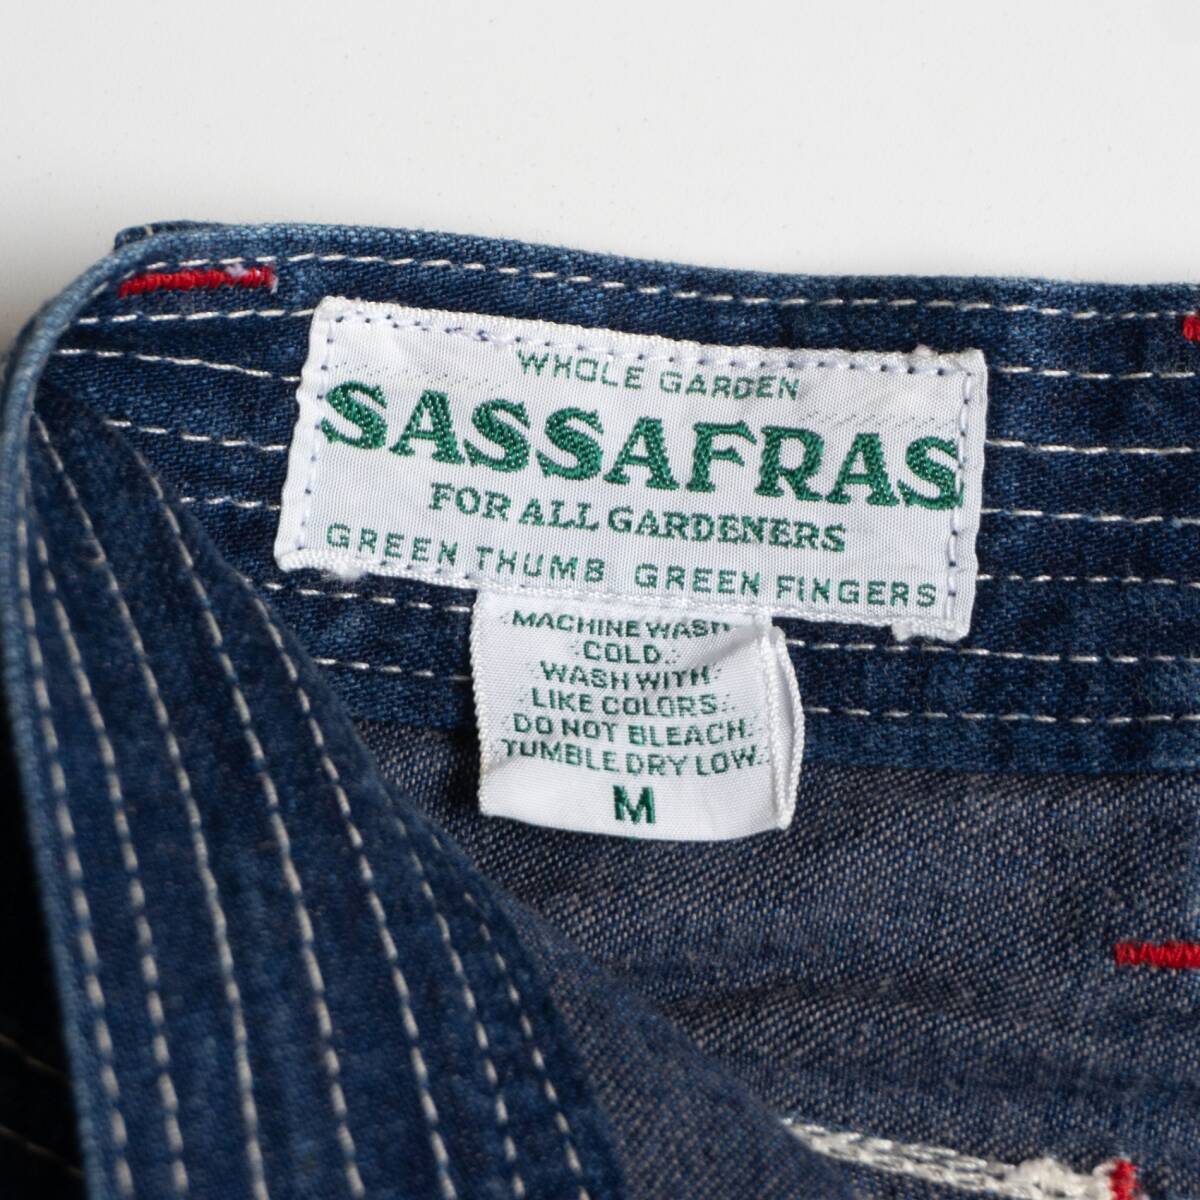 WHOLE GARDEN
SASSAFRAS
FOR ALL GARDENERS
GREEN THUMB GREEN FINGERS
MACHINE WASH
COLD.
WASH WITH
LIKE COLORS.
DO NOT BLEACH.
TUMBLE DRY LOW.
M